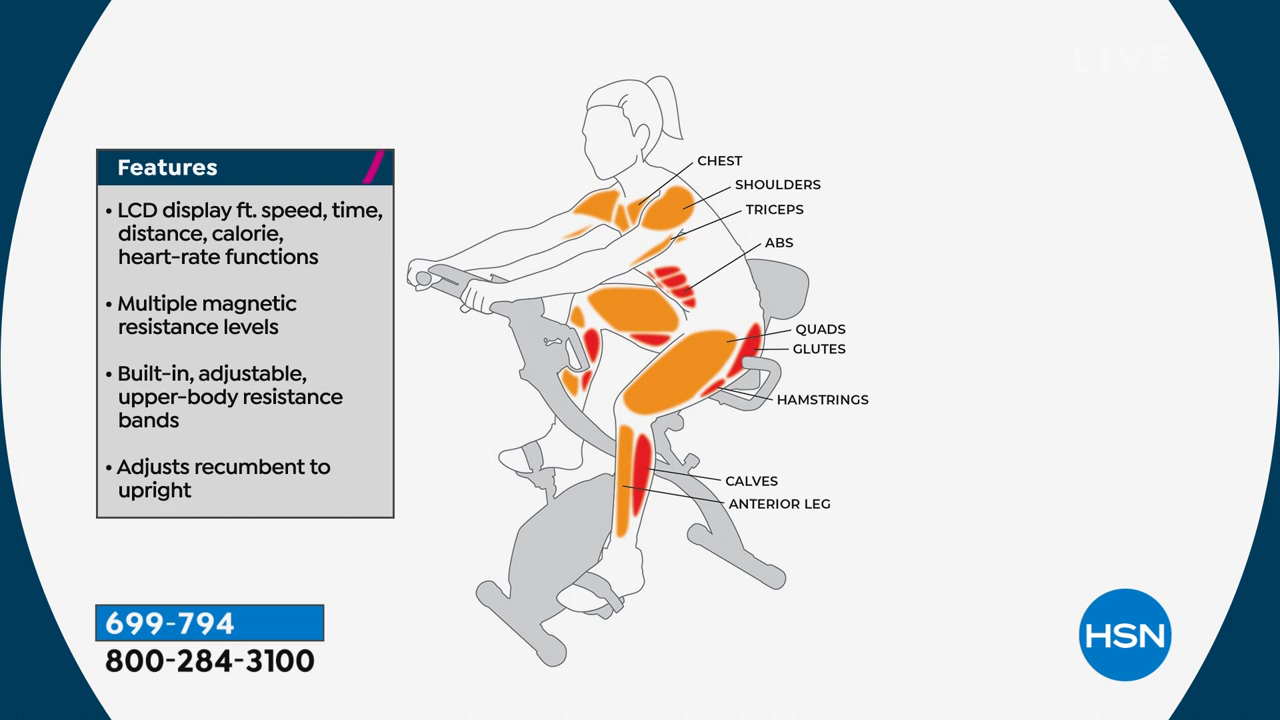 LIVE
Features
• LCD display ft. speed, time,
distance, calorie,
heart-rate functions
• Multiple magnetic
resistance levels
• Built-in, adjustable,
upper-body resistance
bands
• Adjusts recumbent to
upright
CHEST
SHOULDERS
TRICEPS
ABS
QUADS
GLUTES
HAMSTRINGS
CALVES
ANTERIOR LEG
699-794
800-284-3100
HSN